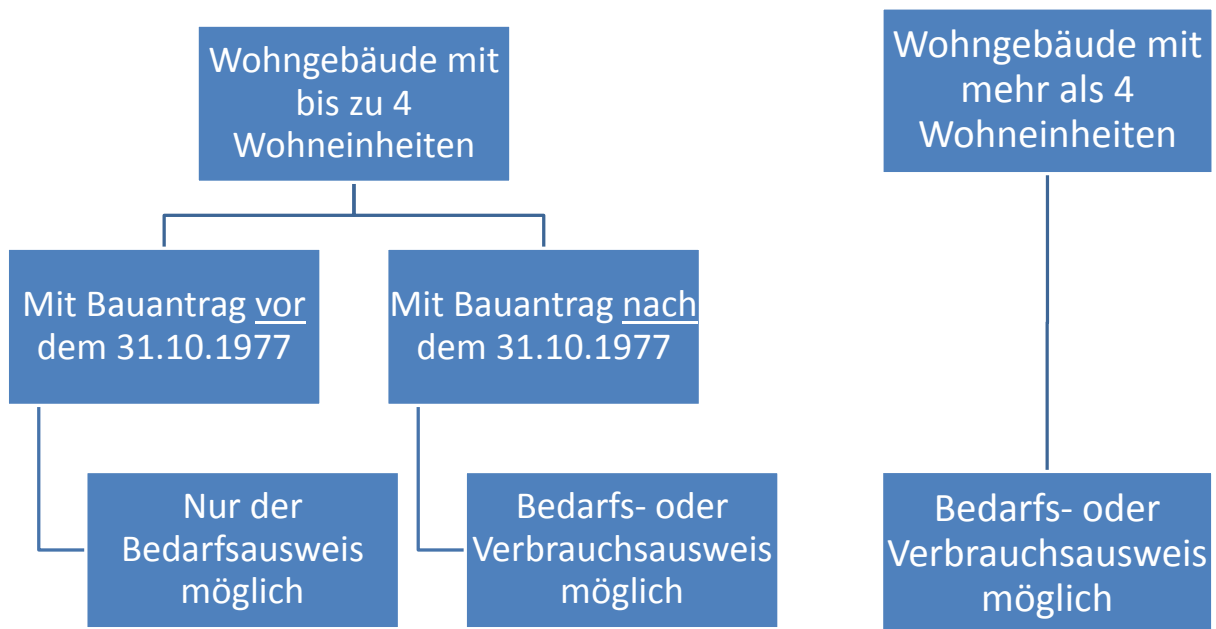 Wohngebäude mit
bis zu 4
Wohneinheiten
Wohngebäude mit
mehr als 4
Wohneinheiten
Mit Bauantrag vor
dem 31.10.1977
Mit Bauantrag nach
dem 31.10.1977
Nur der
Bedarfsausweis
möglich
Bedarfs- oder
Verbrauchsausweis
möglich
Bedarfs- oder
Verbrauchsausweis
möglich